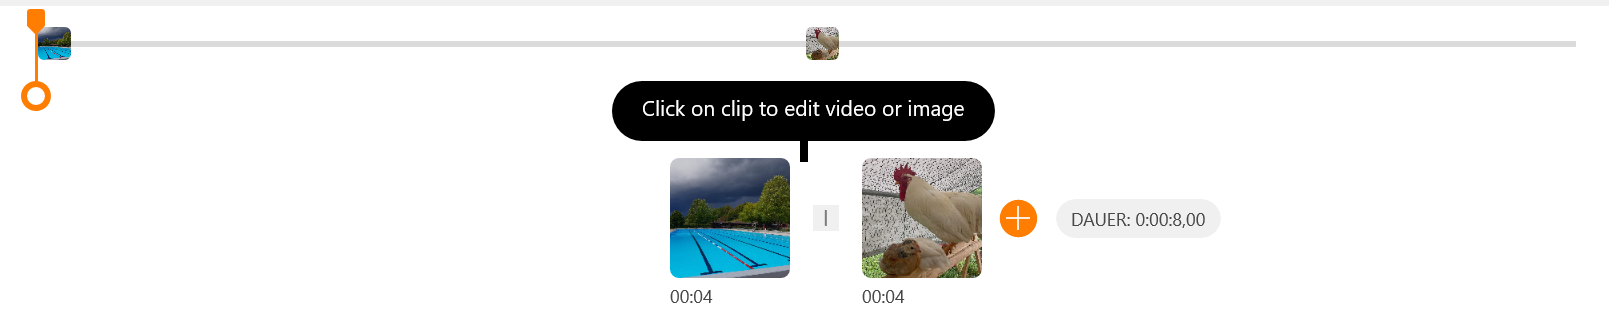 Click on clip to edit video or image
DAUER: 0:00:8,00
00:04
00:04